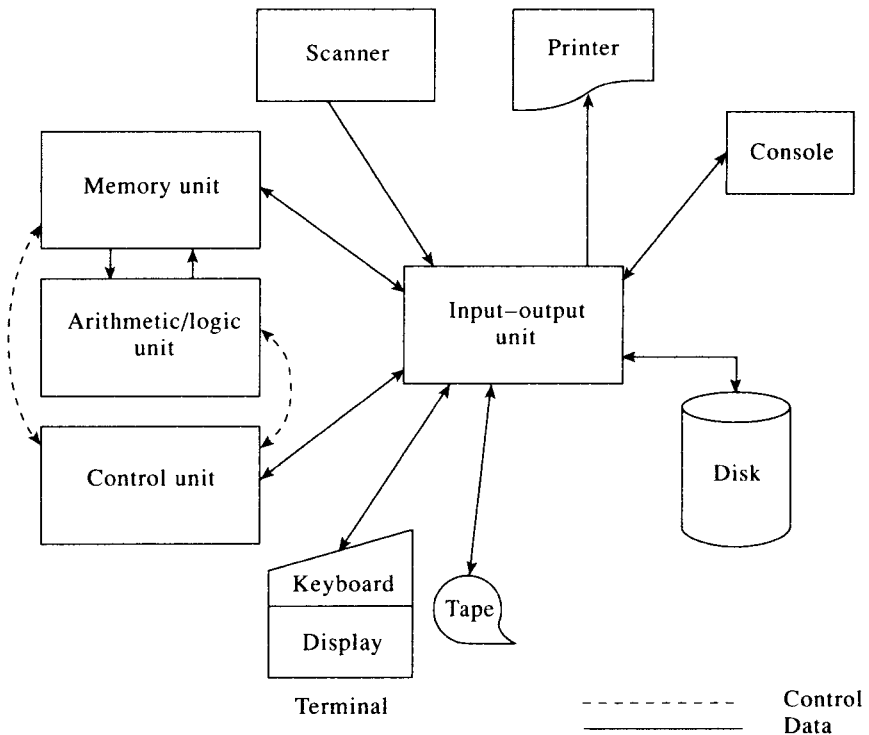 Scanner
Printer
Console
Memory unit
Arithmetic/logic
unit
Input–output
unit
Control unit
Disk
Keyboard
Display
Tape
Terminal
Control
Data